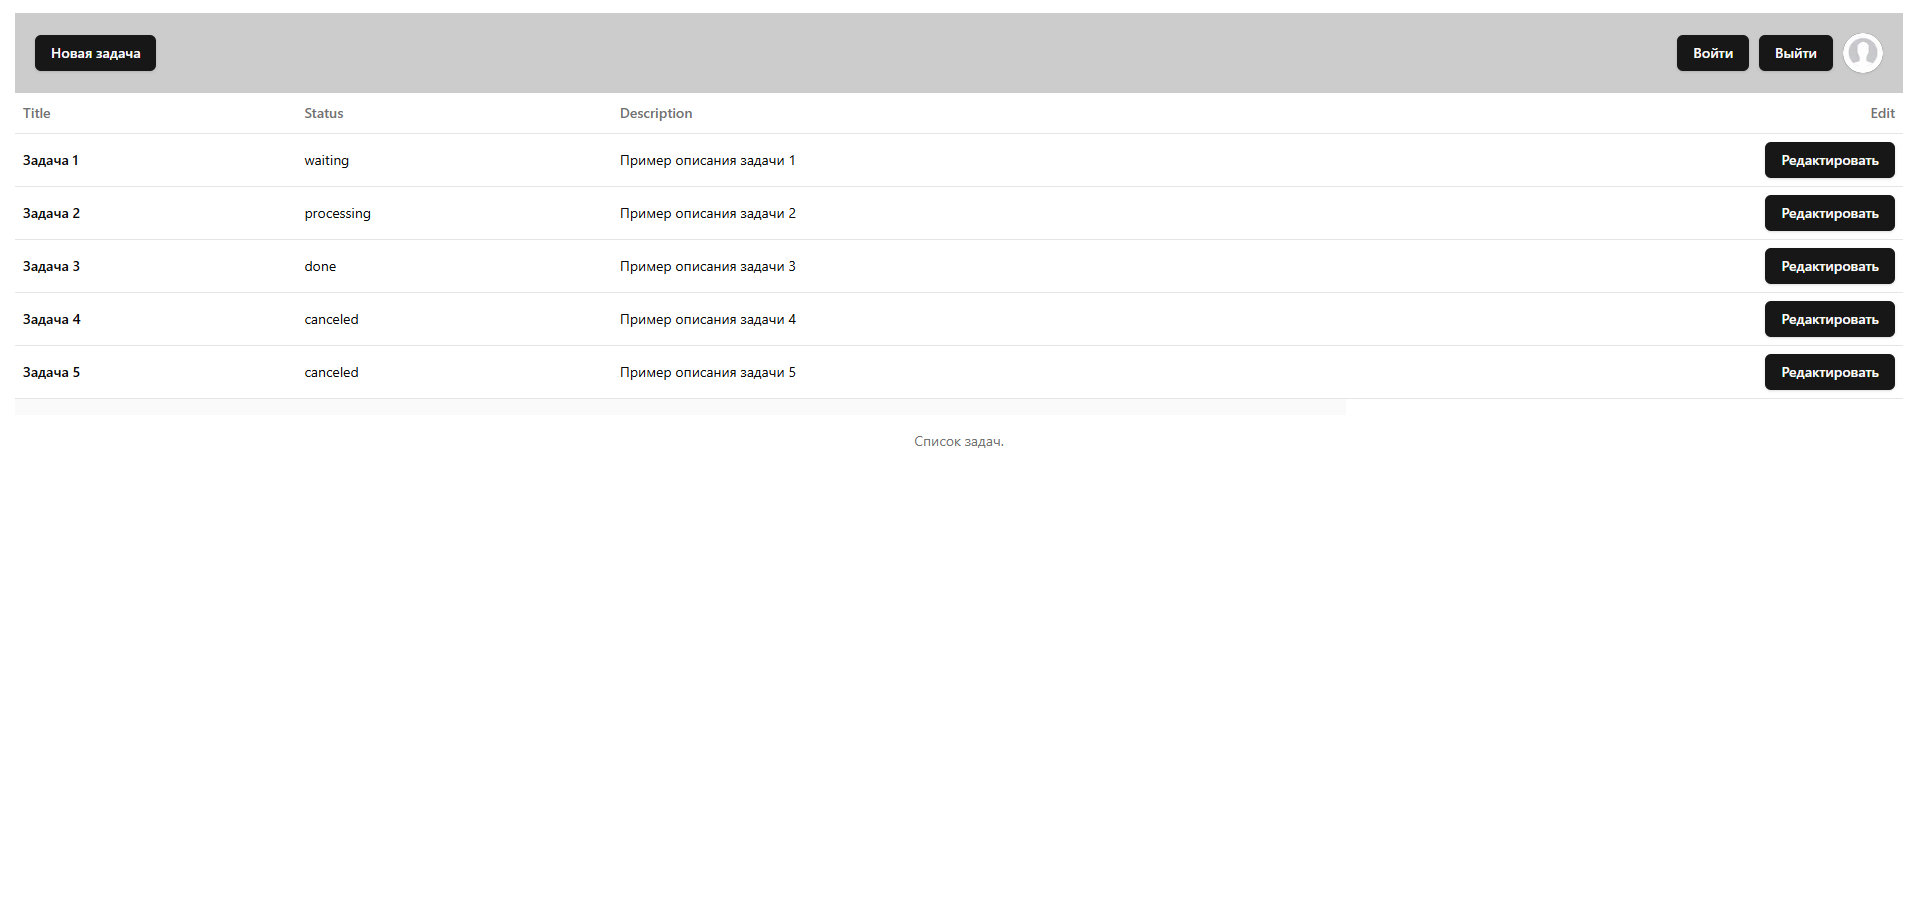 Новая задача Войти Выйти
Title Status Description Edit
Задача 1 waiting Пример описания задачи 1 Редактировать
Задача 2 processing Пример описания задачи 2 Редактировать
Задача 3 done Пример описания задачи 3 Редактировать
Задача 4 canceled Пример описания задачи 4 Редактировать
Задача 5 canceled Пример описания задачи 5 Редактировать
Список задач.